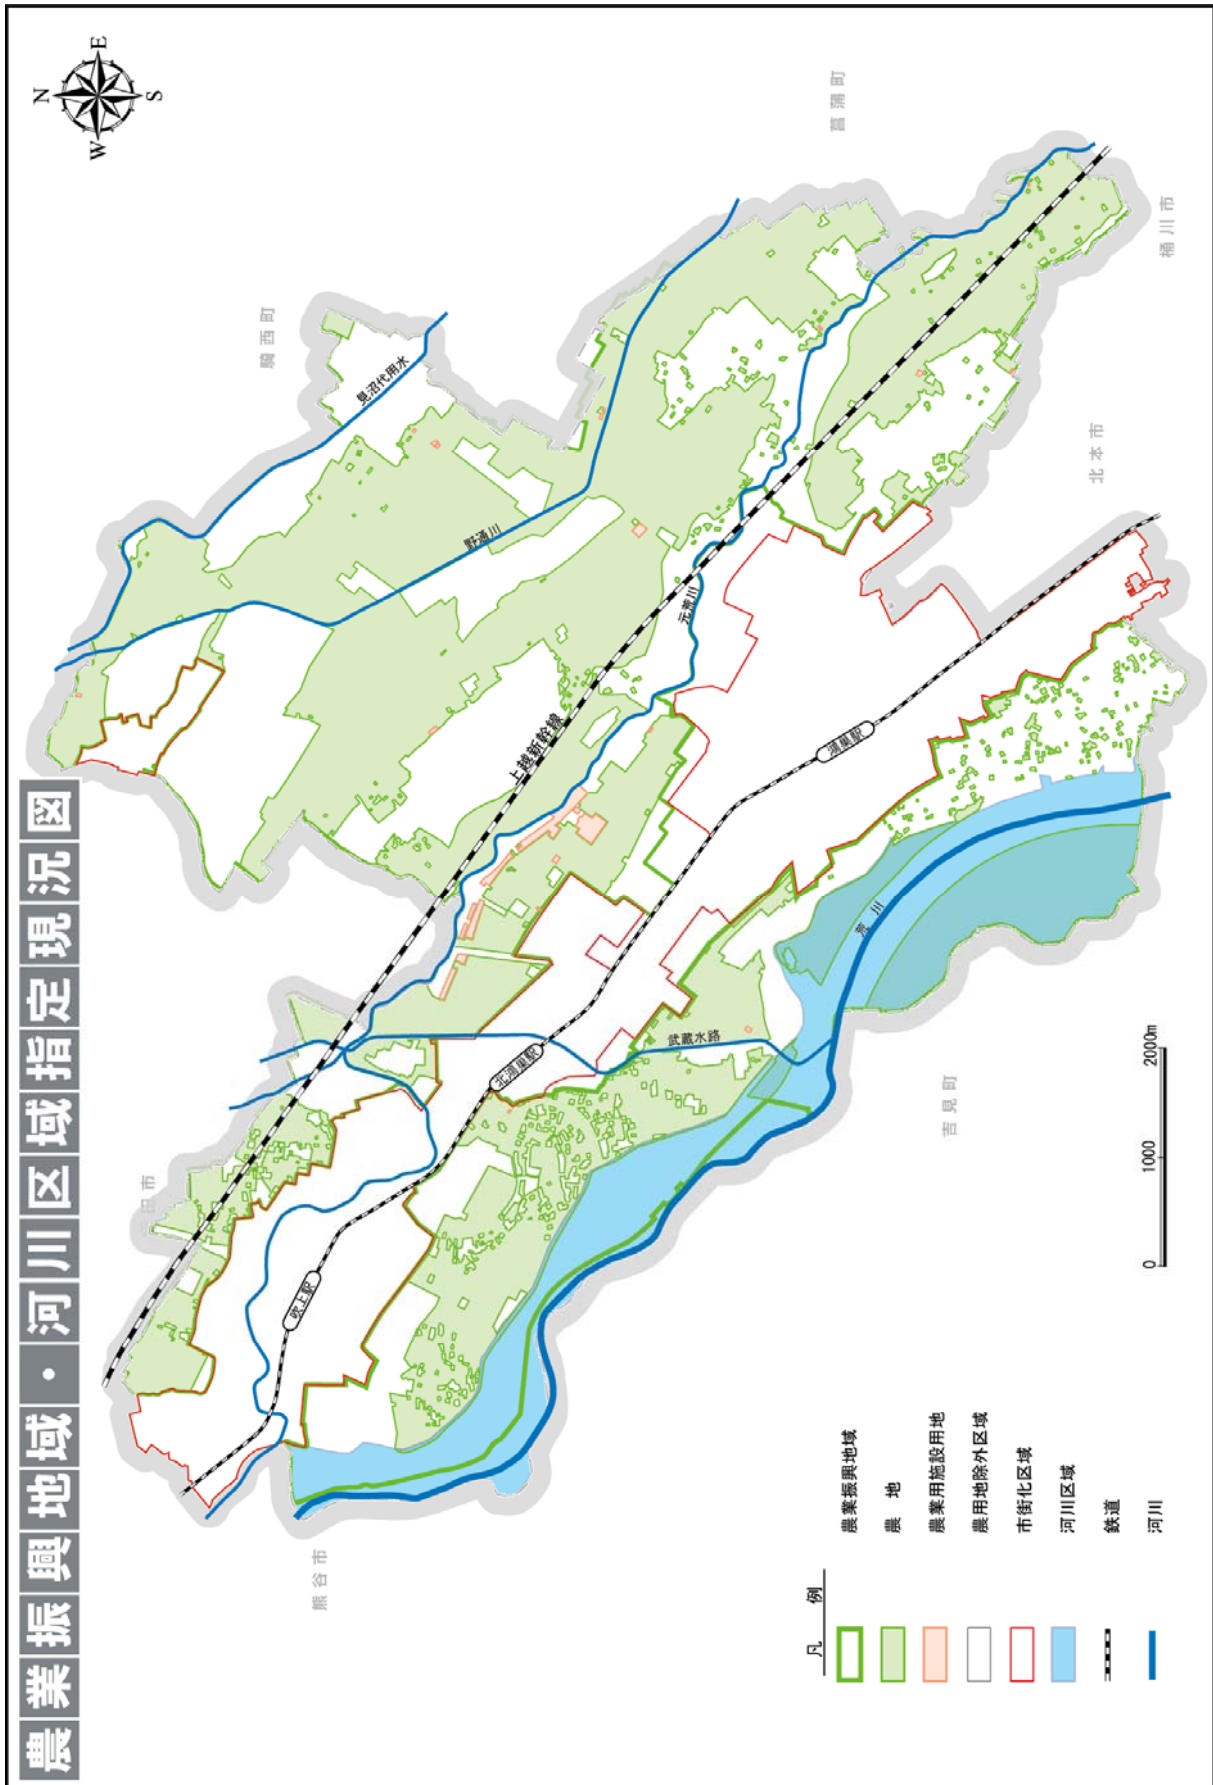 農業振興地域・河川区域指定現況図
N
E
W
S
騎西町
菖蒲町
桶川市
北本市
吉見町
熊谷市
田市
見沼代用水
野通川
元荒川
上越新幹線
鴻巣駅
北鴻巣駅
吹上駅
武蔵水路
荒川
0 1000 2000m
凡例
農業振興地域
農地
農業用施設用地
農用地除外区域
市街化区域
河川区域
鉄道
河川